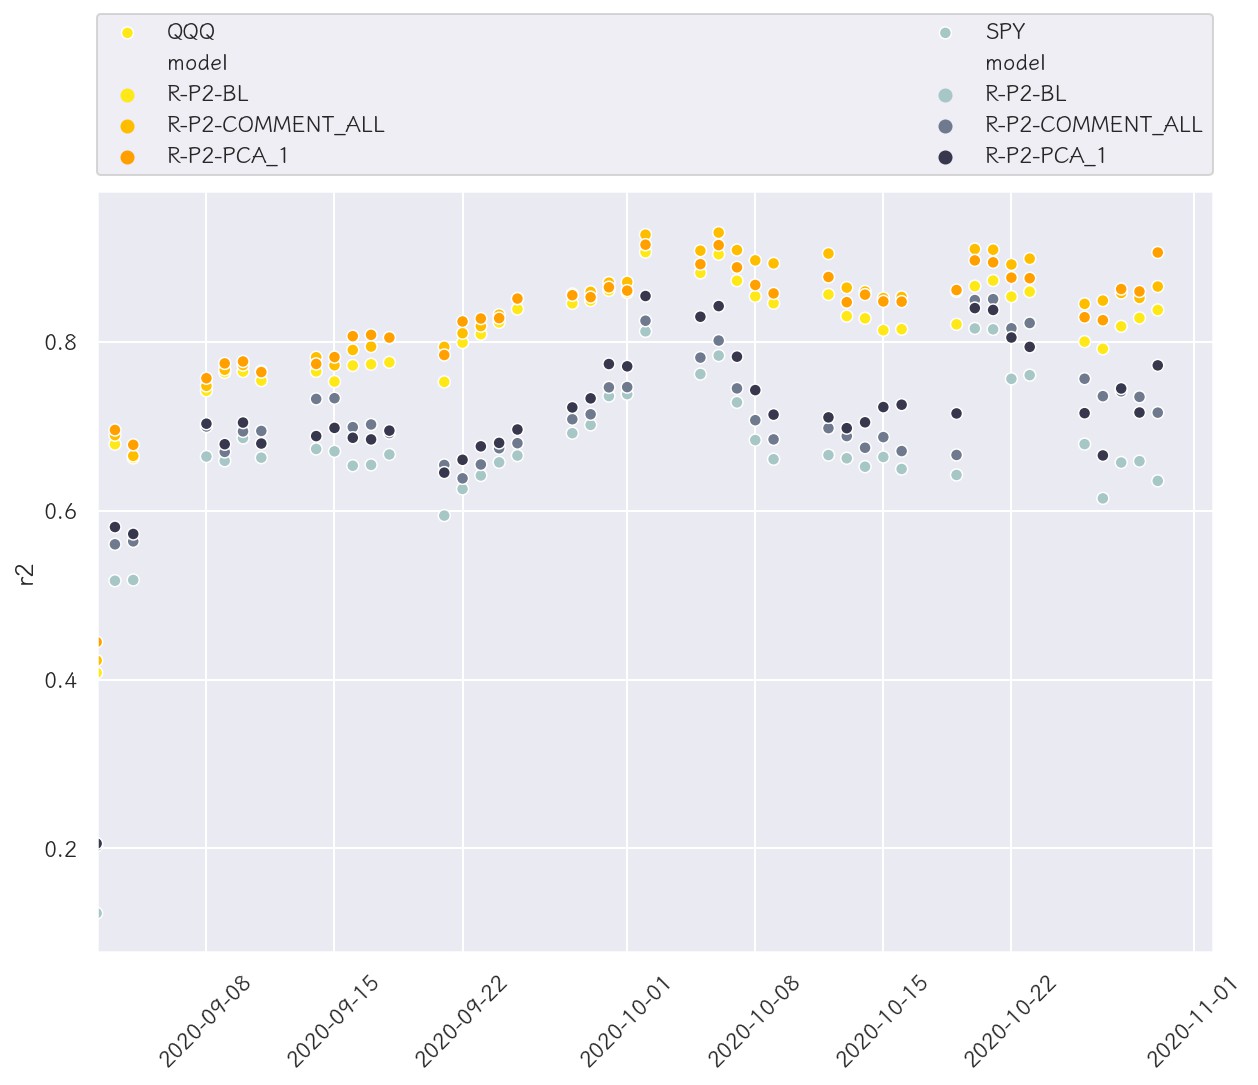 QQQ
model
R-P2-BL
R-P2-COMMENT_ALL
R-P2-PCA_1
SPY
model
R-P2-BL
R-P2-COMMENT_ALL
R-P2-PCA_1
r2
0.8
0.6
0.4
0.2
2020-09-08
2020-09-15
2020-09-22
2020-10-01
2020-10-08
2020-10-15
2020-10-22
2020-11-01